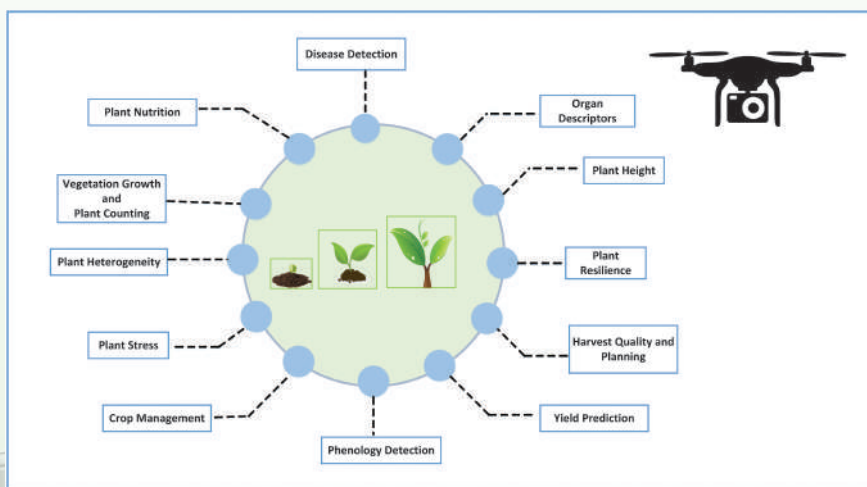 Disease Detection
Plant Nutrition
Organ
Descriptors
Plant Height
Vegetation Growth
and
Plant Counting
Plant Heterogeneity
Plant
Resilience
Plant Stress
Harvest Quality and
Planning
Crop Management
Yield Prediction
Phenology Detection